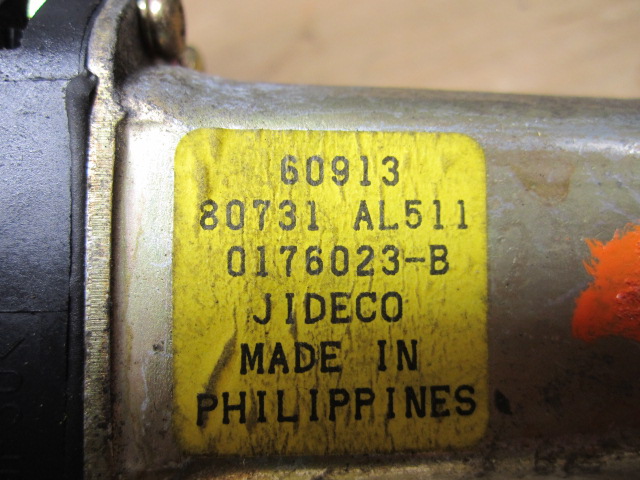 60913
80731 AL511
0176023-B
JIDECO
MADE IN
PHILIPPINES